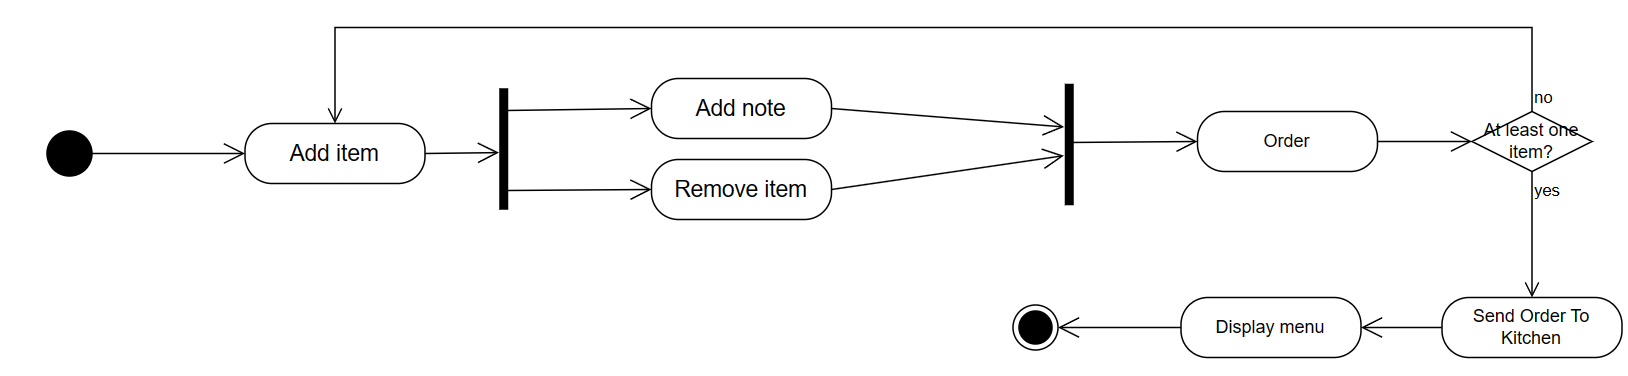 Add item
Add note
Remove item
Order
no
At least one
item?
yes
Display menu
Send Order To
Kitchen